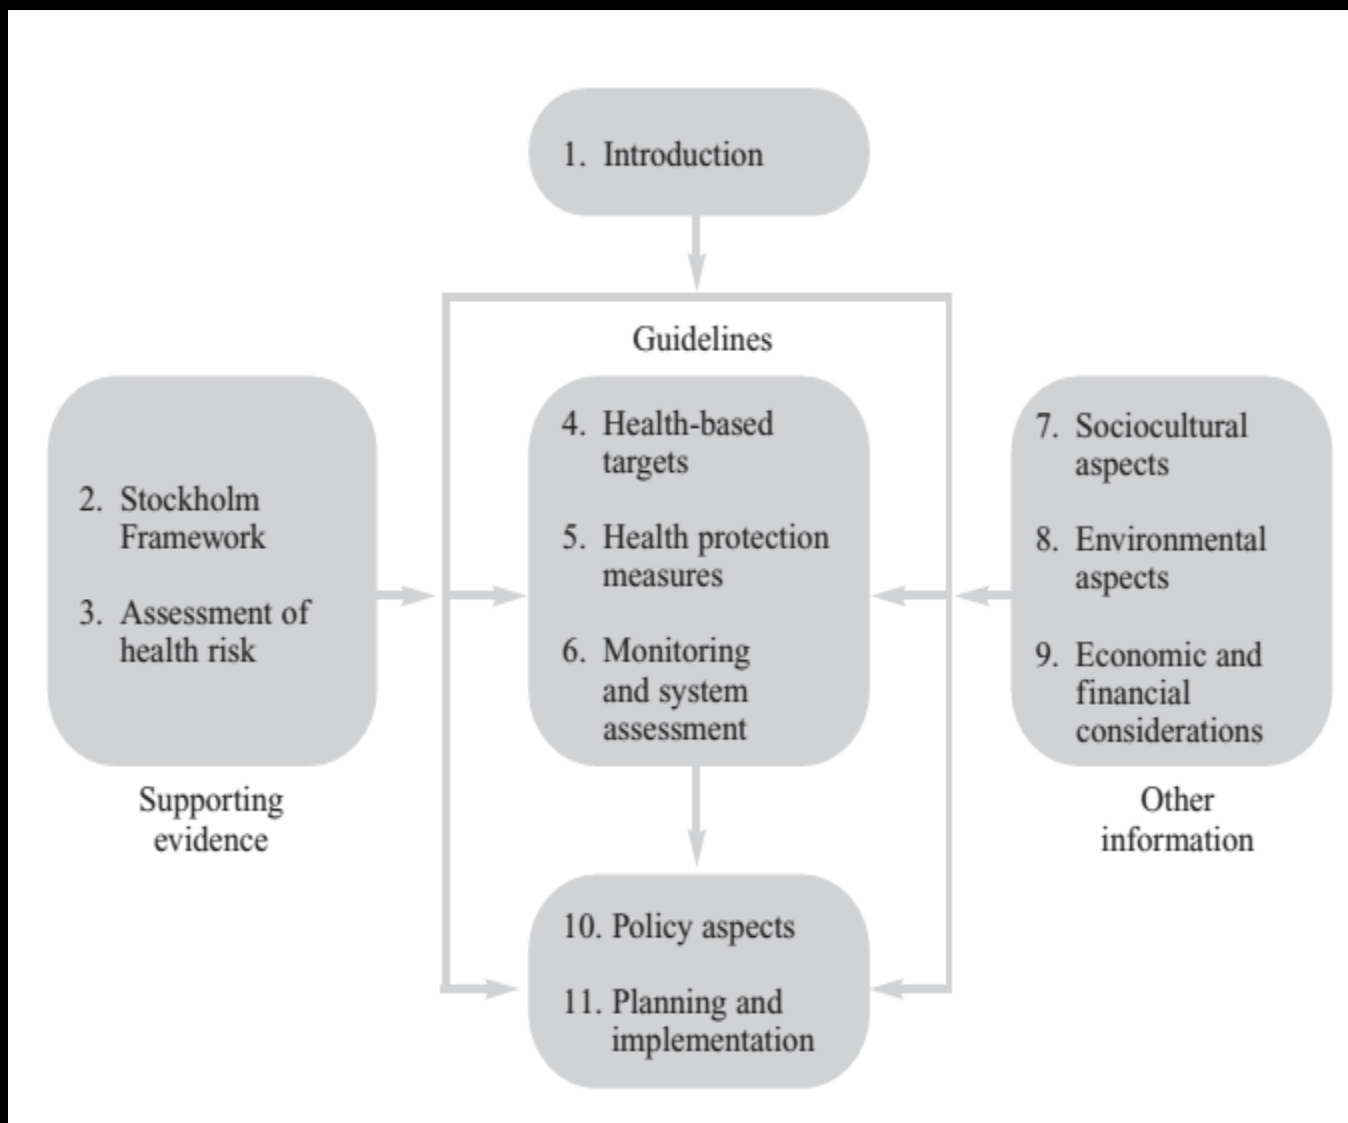 1. Introduction
Guidelines
2. Stockholm
Framework
3. Assessment of
health risk
Supporting
evidence
4. Health-based
targets
5. Health protection
measures
6. Monitoring
and system
assessment
7. Sociocultural
aspects
8. Environmental
aspects
9. Economic and
financial
considerations
Other
information
10. Policy aspects
11. Planning and
implementation